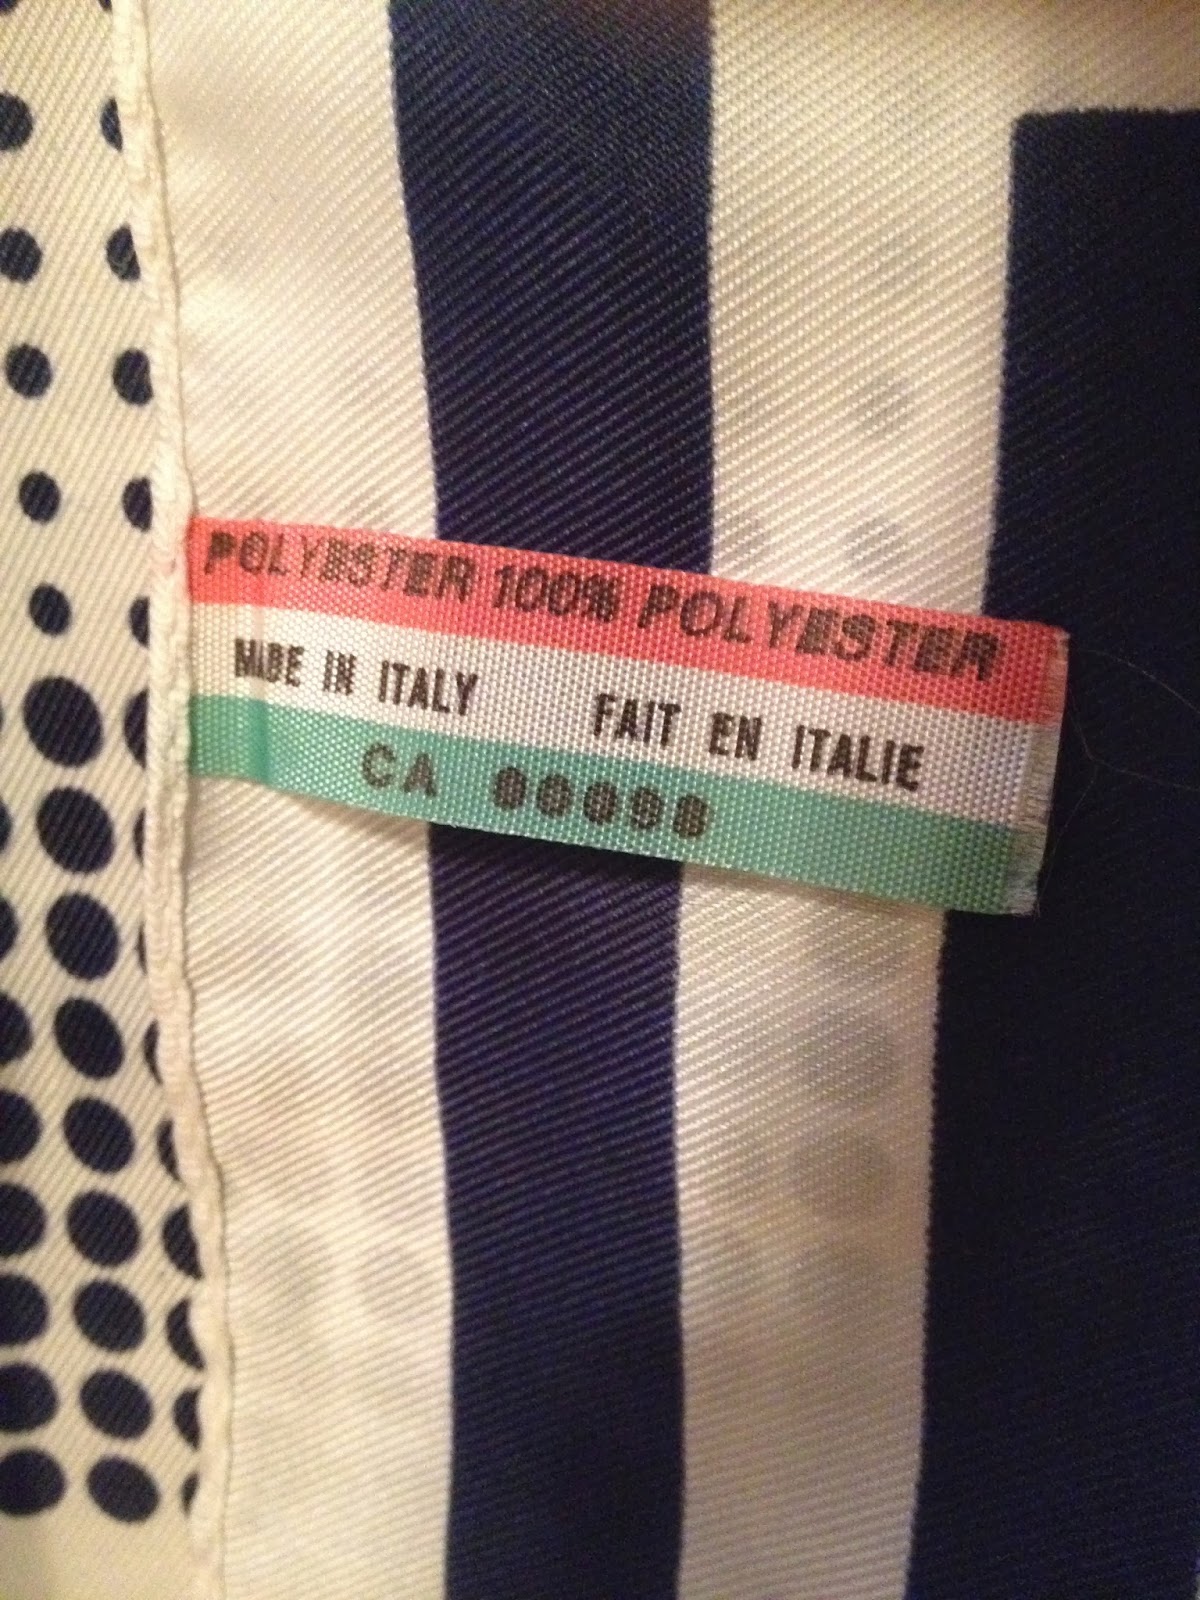 POLYESTER 100% POLYESTER
MADE IN ITALY FAIT EN ITALIE
CA